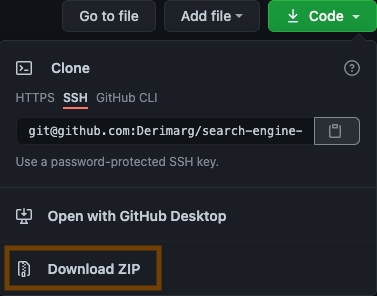 Go to file Add file Code
Clone
HTTPS SSH GitHub CLI
git@github.com:Derimarg/search-engine-
Use a password-protected SSH key.
Open with GitHub Desktop
Download ZIP